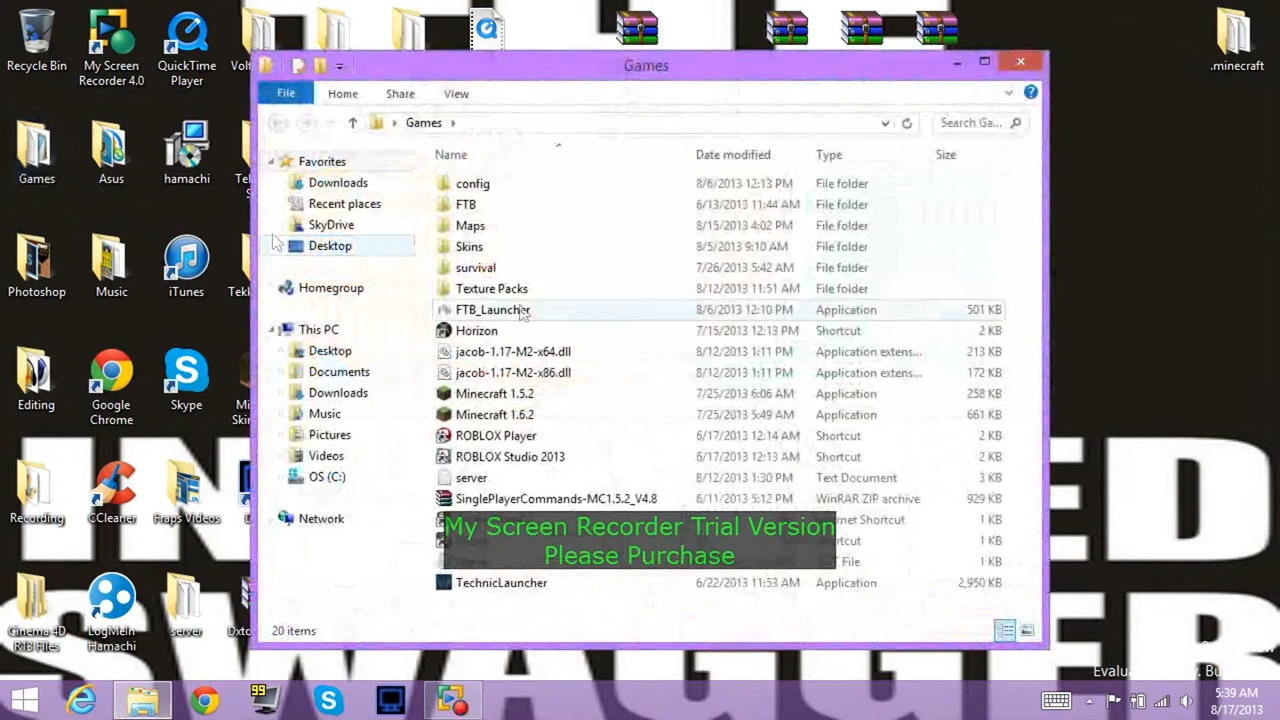 Recycle Bin
My Screen Recorder 4.0
QuickTime Player
.minecraft
Games
Asus
hamachi
Photoshop
Music
iTunes
Editing
Google Chrome
Skype
Recording
CCleaner
Fraps Videos
Cinema 4D
LogMeIn Hamachi
server
Games
File
Home
Share
View
Games
Search Ga...
Favorites
Downloads
Recent places
SkyDrive
Desktop
Homegroup
This PC
Desktop
Documents
Downloads
Music
Pictures
Videos
OS (C:)
Network
Name Date modified Type Size
config 8/6/2013 12:13 PM File folder
FTB 6/13/2013 11:44 AM File folder
Maps 8/15/2013 4:02 PM File folder
Skins 8/5/2013 9:10 AM File folder
survival 7/26/2013 5:42 AM File folder
Texture Packs 8/12/2013 11:51 AM File folder
FTB_Launcher 8/6/2013 12:10 PM Application 501 KB
Horizon 7/15/2013 12:13 PM Shortcut 2 KB
jacob-1.17-M2-x64.dll 8/12/2013 1:11 PM Application extens... 213 KB
jacob-1.17-M2-x86.dll 8/12/2013 1:11 PM Application extens... 172 KB
Minecraft 1.5.2 7/25/2013 6:06 AM Application 258 KB
Minecraft 1.6.2 7/25/2013 5:49 AM Application 661 KB
ROBLOX Player 6/17/2013 12:14 AM Shortcut 2 KB
ROBLOX Studio 2013 6/17/2013 12:13 AM Shortcut 2 KB
server 8/12/2013 1:30 PM Text Document 3 KB
SinglePlayerCommands-MC1.5.2_V4.8 6/11/2013 5:12 PM WinRAR ZIP archive 929 KB
Shortcut 1 KB
1 KB
File 1 KB
TechnicLauncher 6/22/2013 11:53 AM Application 2,950 KB
My Screen Recorder Trial Version
Please Purchase
20 items
SWAGGER
5:39 AM
8/17/2013